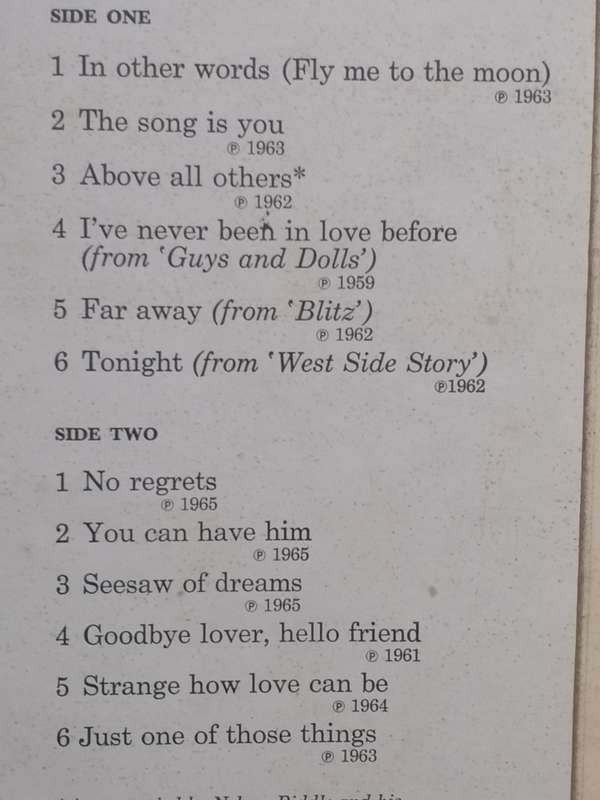 SIDE ONE
1 In other words (Fly me to the moon)
℗ 1963
2 The song is you
℗ 1963
3 Above all others*
℗ 1962
4 I've never been in love before
(from 'Guys and Dolls')
℗ 1959
5 Far away (from 'Blitz')
℗ 1962
6 Tonight (from 'West Side Story')
℗1962
SIDE TWO
1 No regrets
℗ 1965
2 You can have him
℗ 1965
3 Seesaw of dreams
℗ 1965
4 Goodbye lover, hello friend
℗ 1961
5 Strange how love can be
℗ 1964
6 Just one of those things
℗ 1963